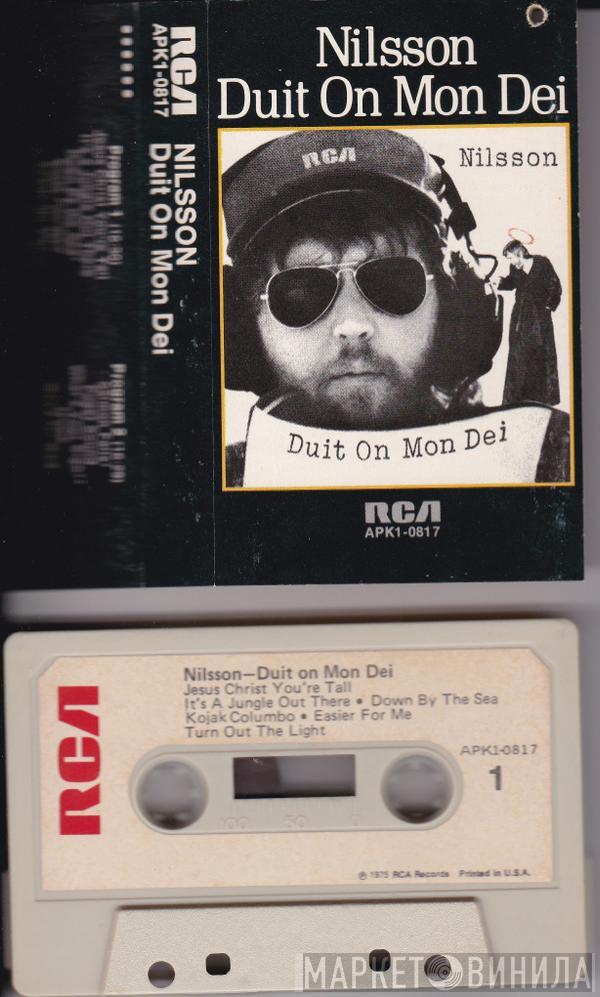 RCA
APK1-0817
NILSSON
Duit On Mon Dei
Nilsson
Duit On Mon Dei
RCA
Nilsson
Duit On Mon Dei
RCA
APK1-0817
RCA
Nilsson—Duit on Mon Dei
Jesus Christ You're Tall
It's A Jungle Out There • Down By The Sea
Kojak Columbo • Easier For Me
Turn Out The Light
APK1-0817
1
100 50 0
℗ 1975 RCA Records Printed in U.S.A.
МАРКЕТ ВИНИЛА